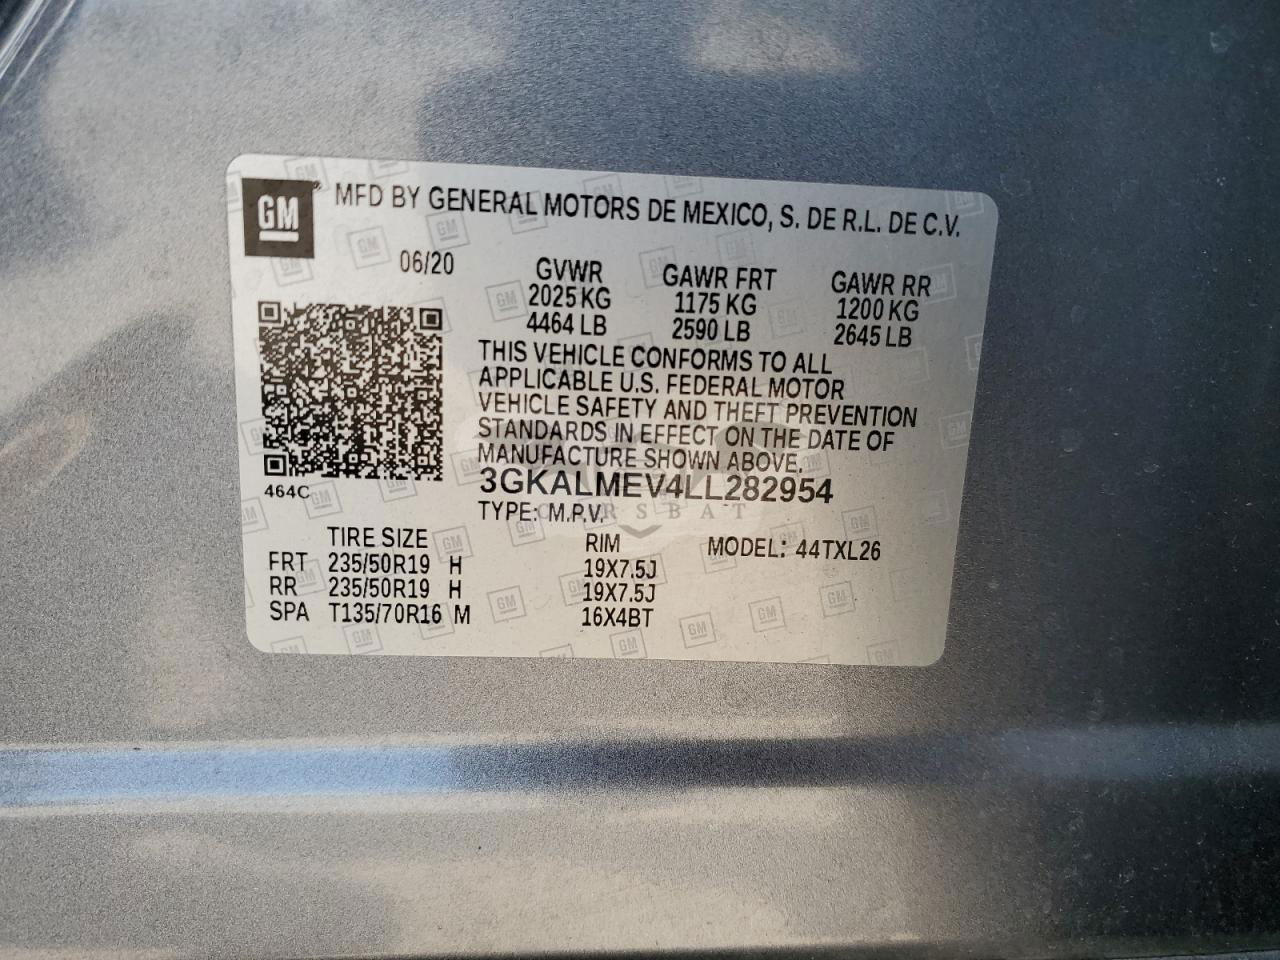 GM MFD BY GENERAL MOTORS DE MEXICO, S. DE R.L. DE C.V.
06/20
GVWR GAWR FRT GAWR RR
2025 KG 1175 KG 1200 KG
4464 LB 2590 LB 2645 LB
THIS VEHICLE CONFORMS TO ALL
APPLICABLE U.S. FEDERAL MOTOR
VEHICLE SAFETY AND THEFT PREVENTION
STANDARDS IN EFFECT ON THE DATE OF
MANUFACTURE SHOWN ABOVE.
464C
3GKALMEV4LL282954
TYPE: M.P.V.
TIRE SIZE RIM MODEL: 44TXL26
FRT 235/50R19 H 19X7.5J
RR 235/50R19 H 19X7.5J
SPA T135/70R16 M 16X4BT